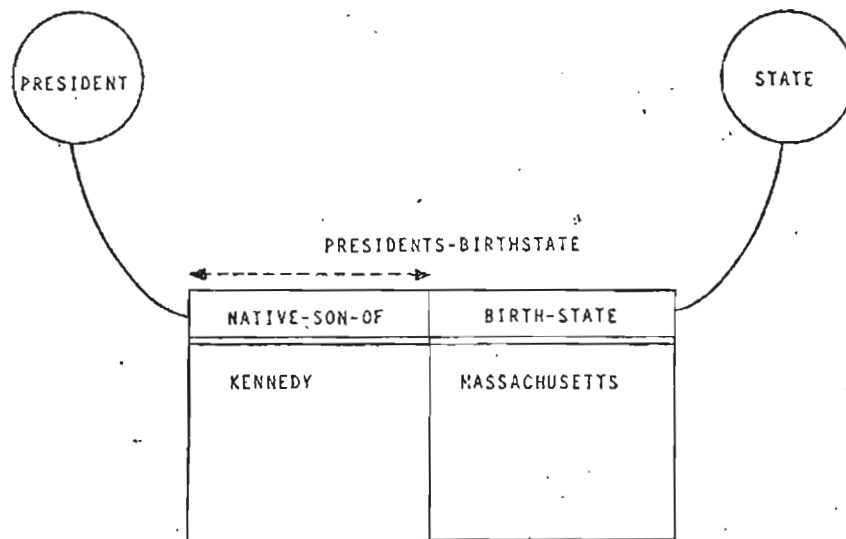 PRESIDENT
STATE
PRESIDENTS-BIRTHSTATE
NATIVE-SON-OF BIRTH-STATE
KENNEDY MASSACHUSETTS